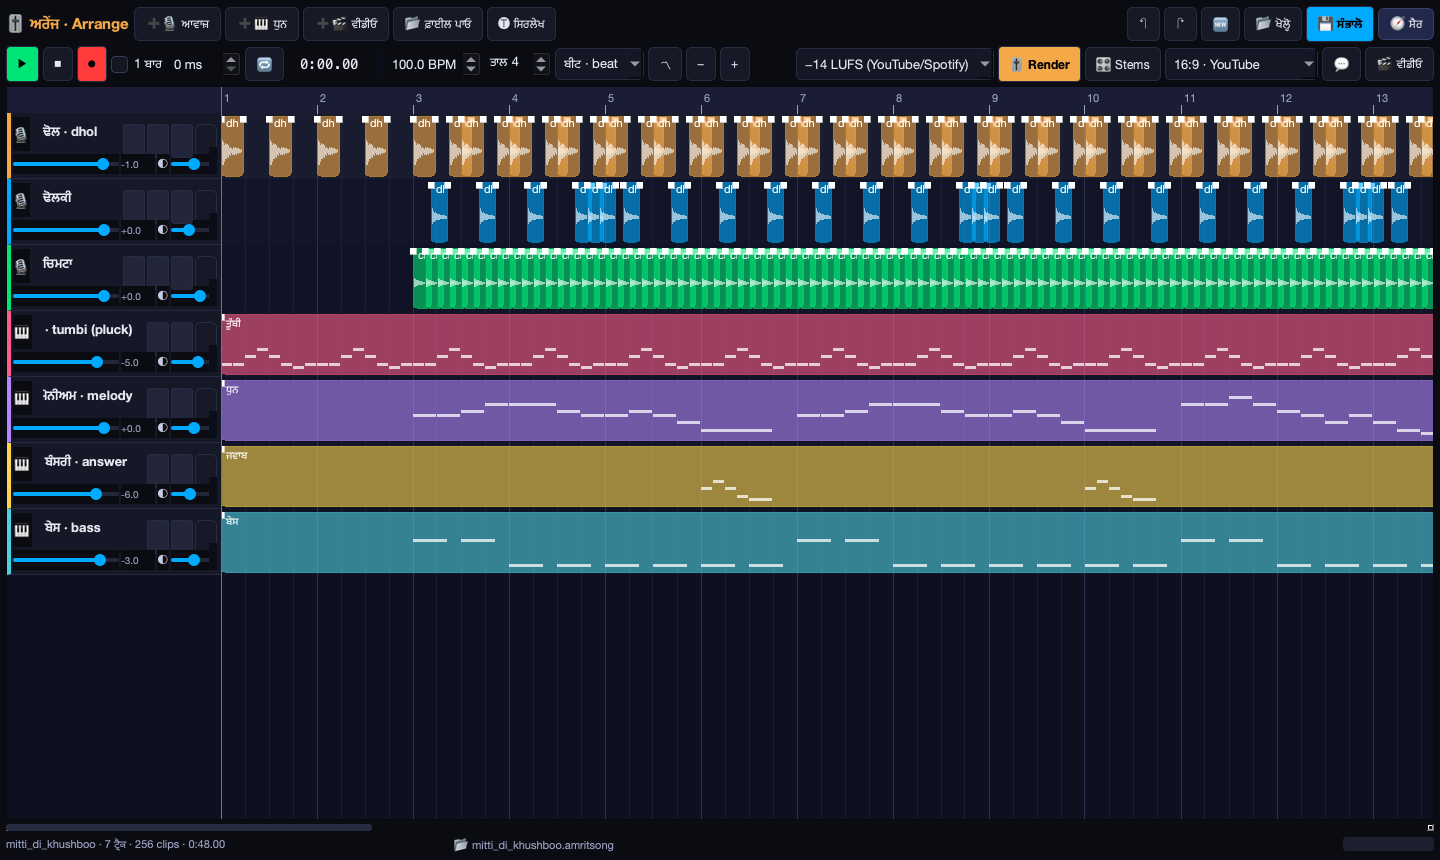 ਅਰੇਂਜ · Arrange ਆਵਾਜ਼ ਧੁਨ ਵੀਡੀਓ ਫ਼ਾਈਲ ਪਾਓ ਸਿਰਲੇਖ ਖੋਲ੍ਹੋ ਸੰਭਾਲੋ ਸੈਰ
1 ਬਾਰ 0 ms 0:00.00 100.0 BPM ਤਾਲ 4 ਬੀਟ · beat − + −14 LUFS (YouTube/Spotify) Render Stems 16:9 · YouTube ਵੀਡੀਓ
1 2 3 4 5 6 7 8 9 10 11 12 13
ਢੋਲ · dhol
-1.0
ਢੋਲਕੀ
+0.0
ਚਿਮਟਾ
+0.0
· tumbi (pluck) ਤੂੰਬੀ
-5.0
· melody ਧੁਨ
+0.0
ਬੰਸਰੀ · answer ਜਵਾਬ
-6.0
ਬੇਸ · bass ਬੇਸ
-3.0
mitti_di_khushboo · 7 ਟ੍ਰੈਕ · 256 clips · 0:48.00 mitti_di_khushboo.amritsong